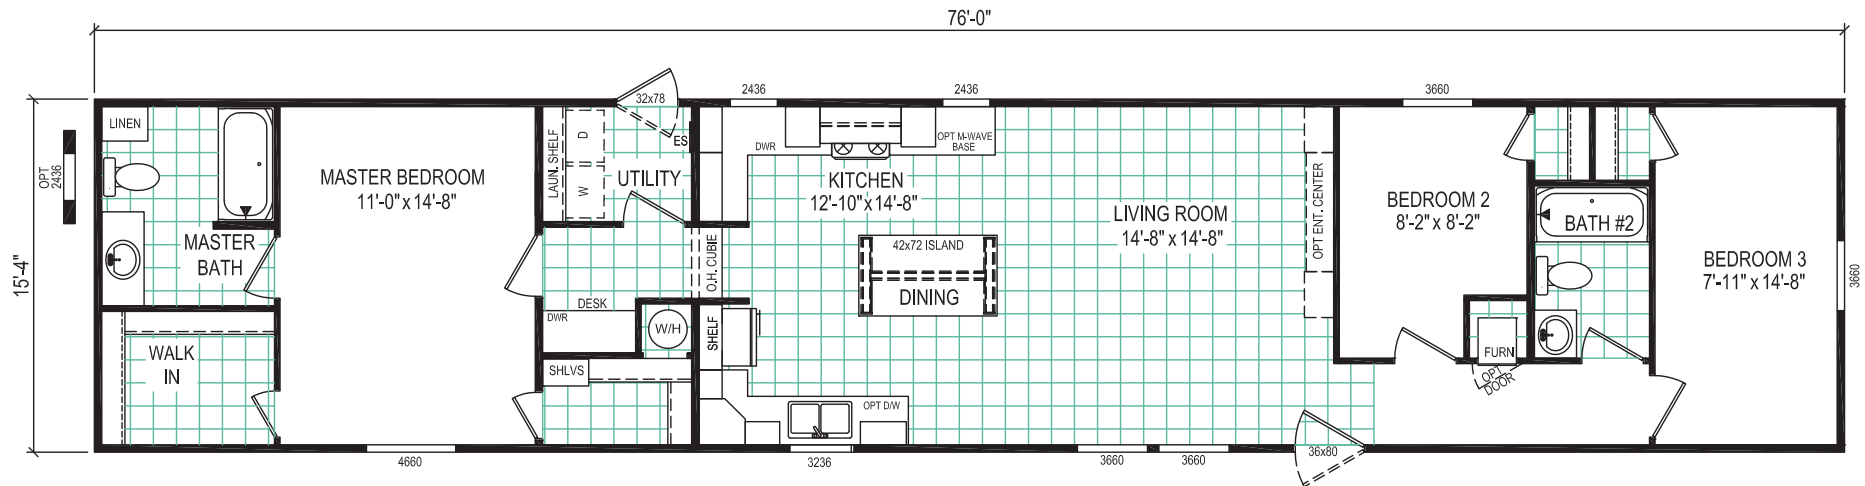 76'-0"
15'-4"
OPT
2436
LINEN
MASTER
BATH
WALK
IN
MASTER BEDROOM
11'-0" x 14'-8"
4660
32x78
LAUN. SHELF
D
W
ES
UTILITY
O.H. CUBIE
DESK
DWR
W/H
SHLVS
2436
2436
DWR
OPT M-WAVE
BASE
KITCHEN
12'-10" x 14'-8"
42x72 ISLAND
DINING
SHELF
OPT D/W
3236
LIVING ROOM
14'-8" x 14'-8"
OPT ENT. CENTER
3660
3660
36x80
3660
BEDROOM 2
8'-2" x 8'-2"
FURN
OPT
DOOR
BATH #2
BEDROOM 3
7'-11" x 14'-8"
3660